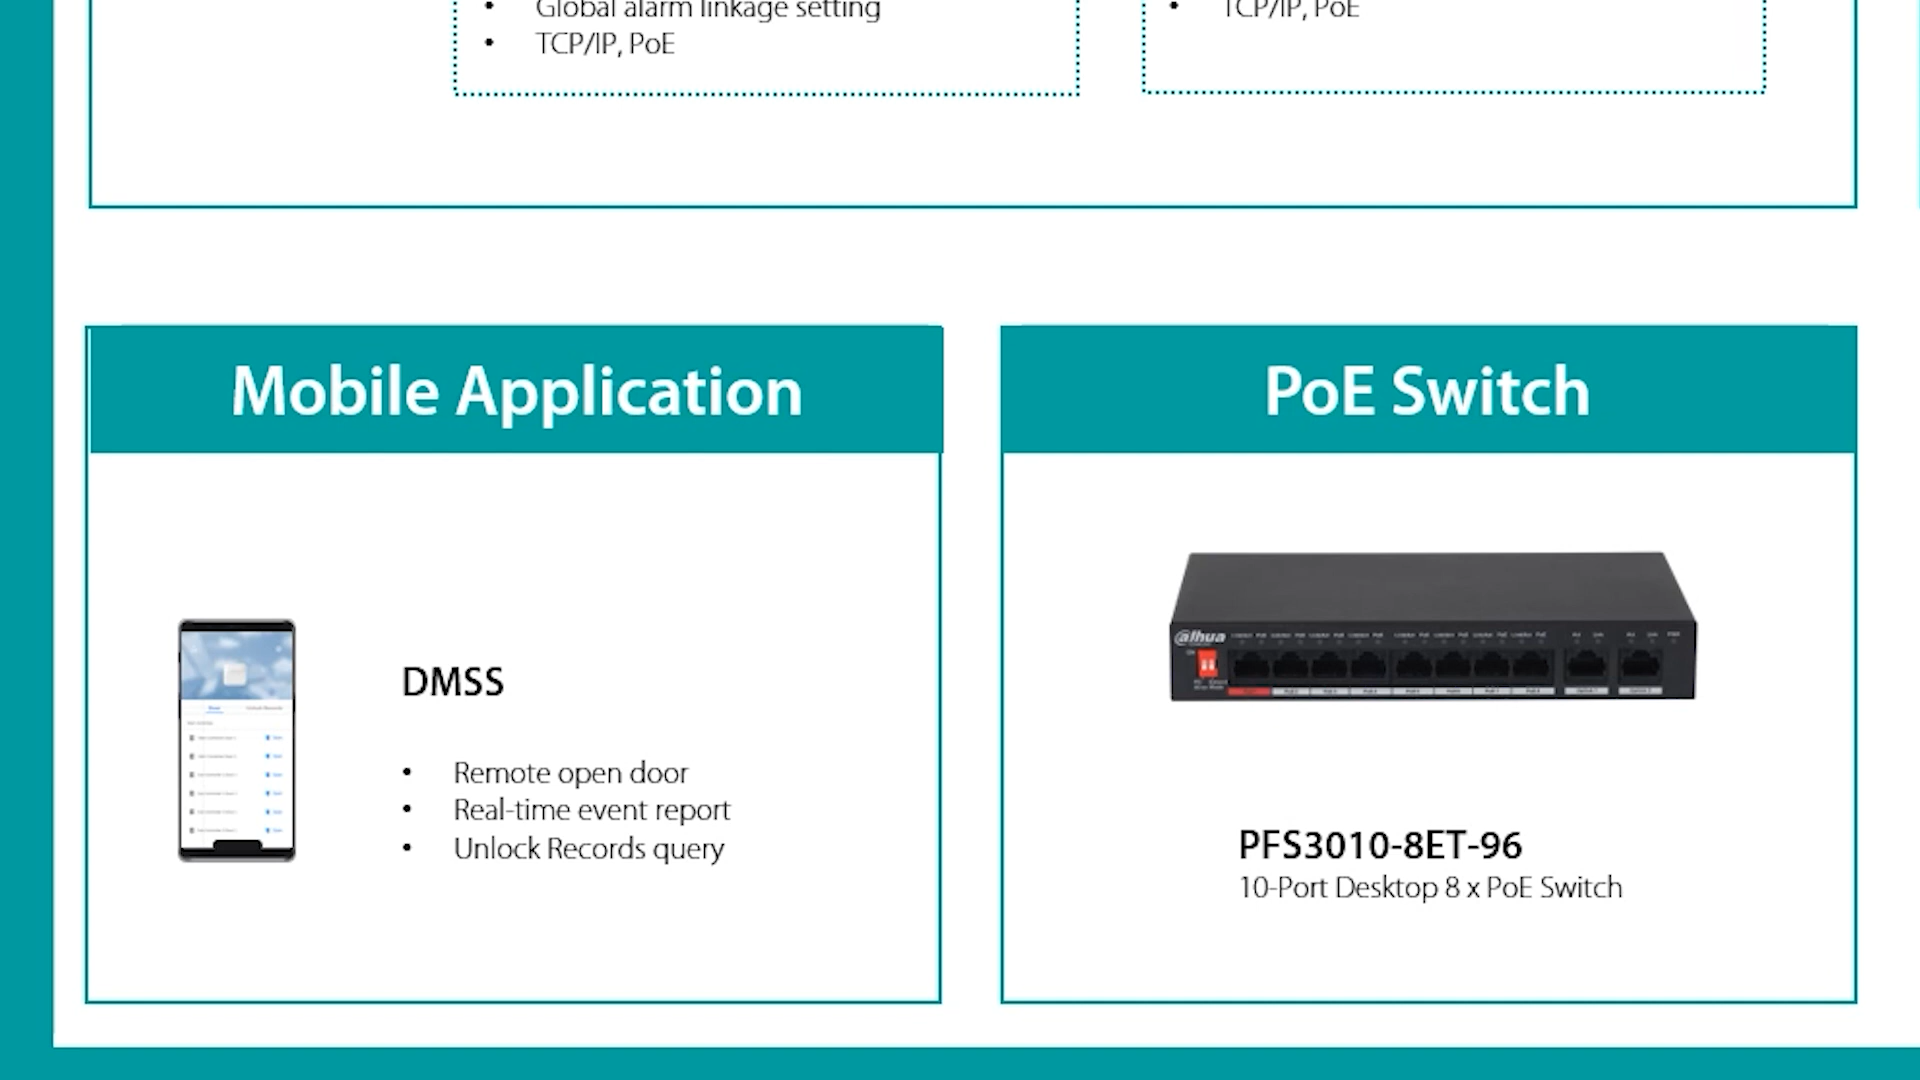 Global alarm linkage setting
TCP/IP, PoE
TCP/IP, PoE
Mobile Application
DMSS
Remote open door
Real-time event report
Unlock Records query
PoE Switch
alhua
PFS3010-8ET-96
10-Port Desktop 8 x PoE Switch